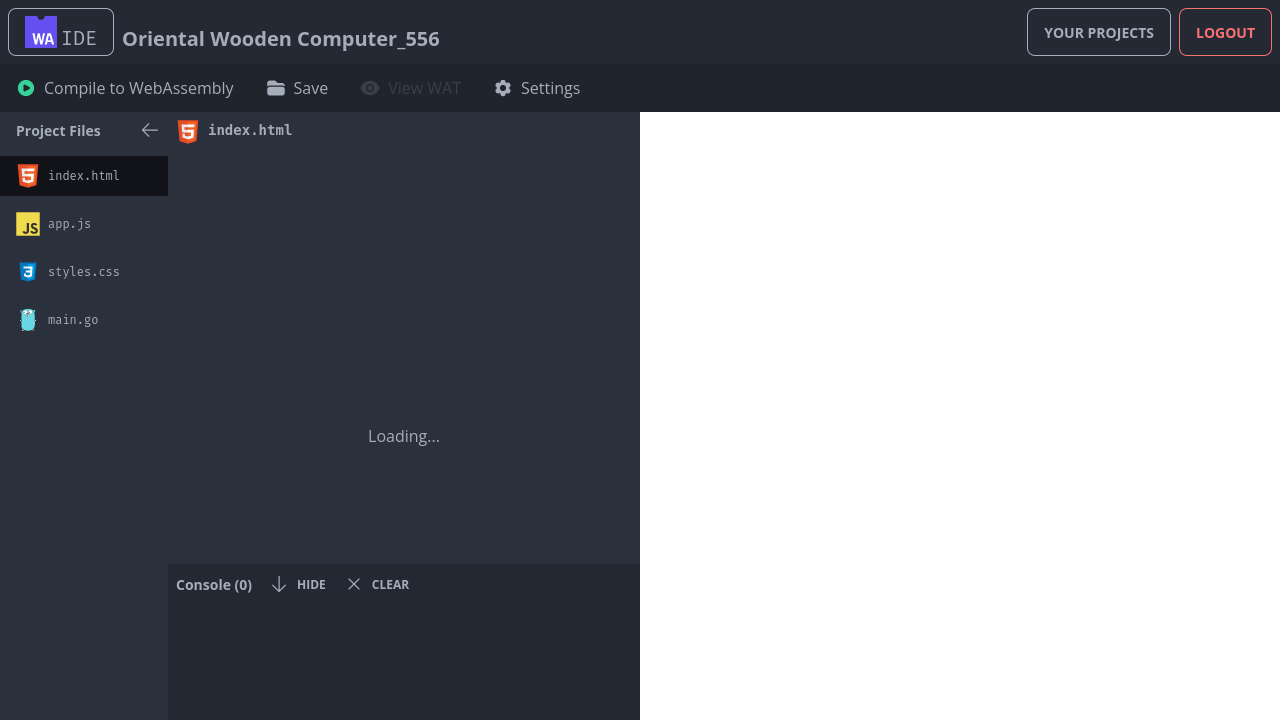 WA IDE
Oriental Wooden Computer_556
YOUR PROJECTS
LOGOUT
Compile to WebAssembly
Save
View WAT
Settings
Project Files
index.html
index.html
JS app.js
styles.css
main.go
Loading...
Console (0)
HIDE
CLEAR